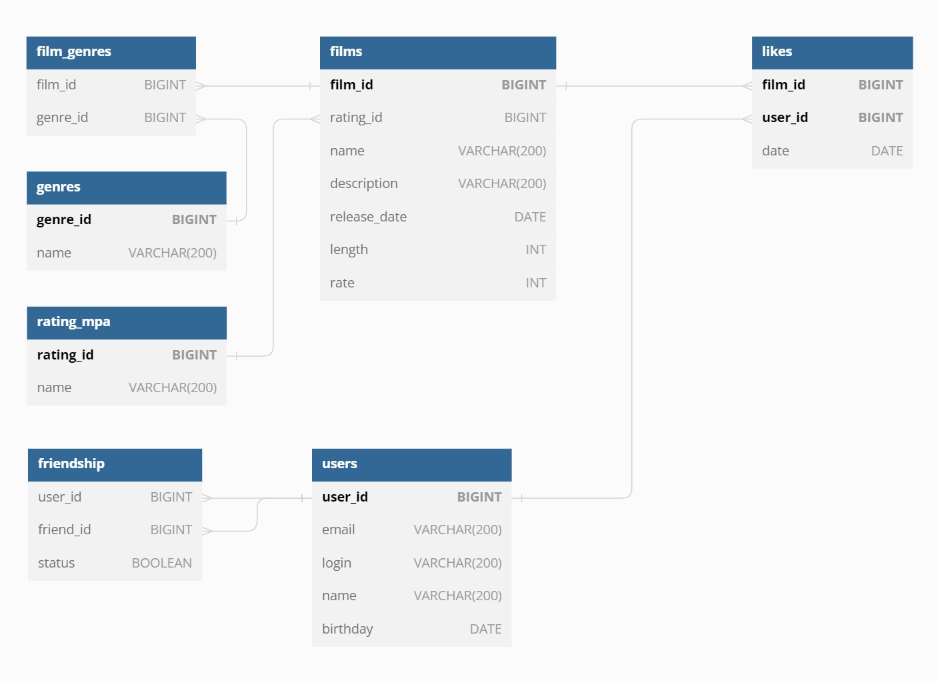 film_genres
film_id BIGINT
genre_id BIGINT
genres
genre_id BIGINT
name VARCHAR(200)
rating_mpa
rating_id BIGINT
name VARCHAR(200)
friendship
user_id BIGINT
friend_id BIGINT
status BOOLEAN
films
film_id BIGINT
rating_id BIGINT
name VARCHAR(200)
description VARCHAR(200)
release_date DATE
length INT
rate INT
users
user_id BIGINT
email VARCHAR(200)
login VARCHAR(200)
name VARCHAR(200)
birthday DATE
likes
film_id BIGINT
user_id BIGINT
date DATE